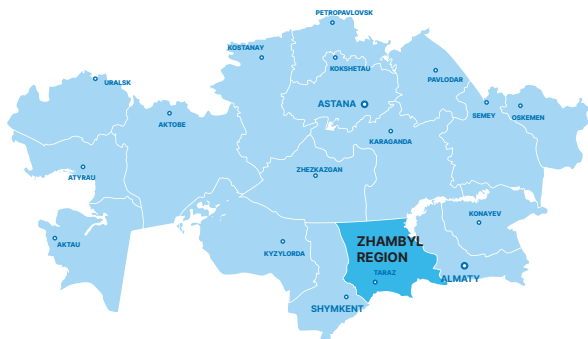 PETROPAVLOVSK
KOSTANAY
KOKSHETAU
URALSK
PAVLODAR
ASTANA
SEMEY
OSKEMEN
AKTOBE
KARAGANDA
ZHEZKAZGAN
ATYRAU
KONAYEV
AKTAU
ZHAMBYL
REGION
KYZYLORDA
TARAZ
ALMATY
SHYMKENT